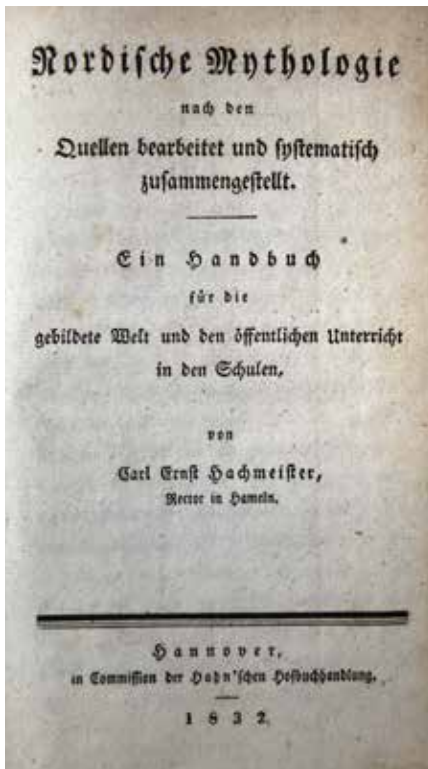 Nordische Mythologie
nach den
Quellen bearbeitet und systematisch
zusammengestellt.
Ein Handbuch
für die
gebildete Welt und den öffentlichen Unterricht
in den Schulen,
von
Carl Ernst Hachmeister,
Rector in Hameln.
Hannover,
in Commission der Hahn'schen Hofbuchhandlung.
1832.